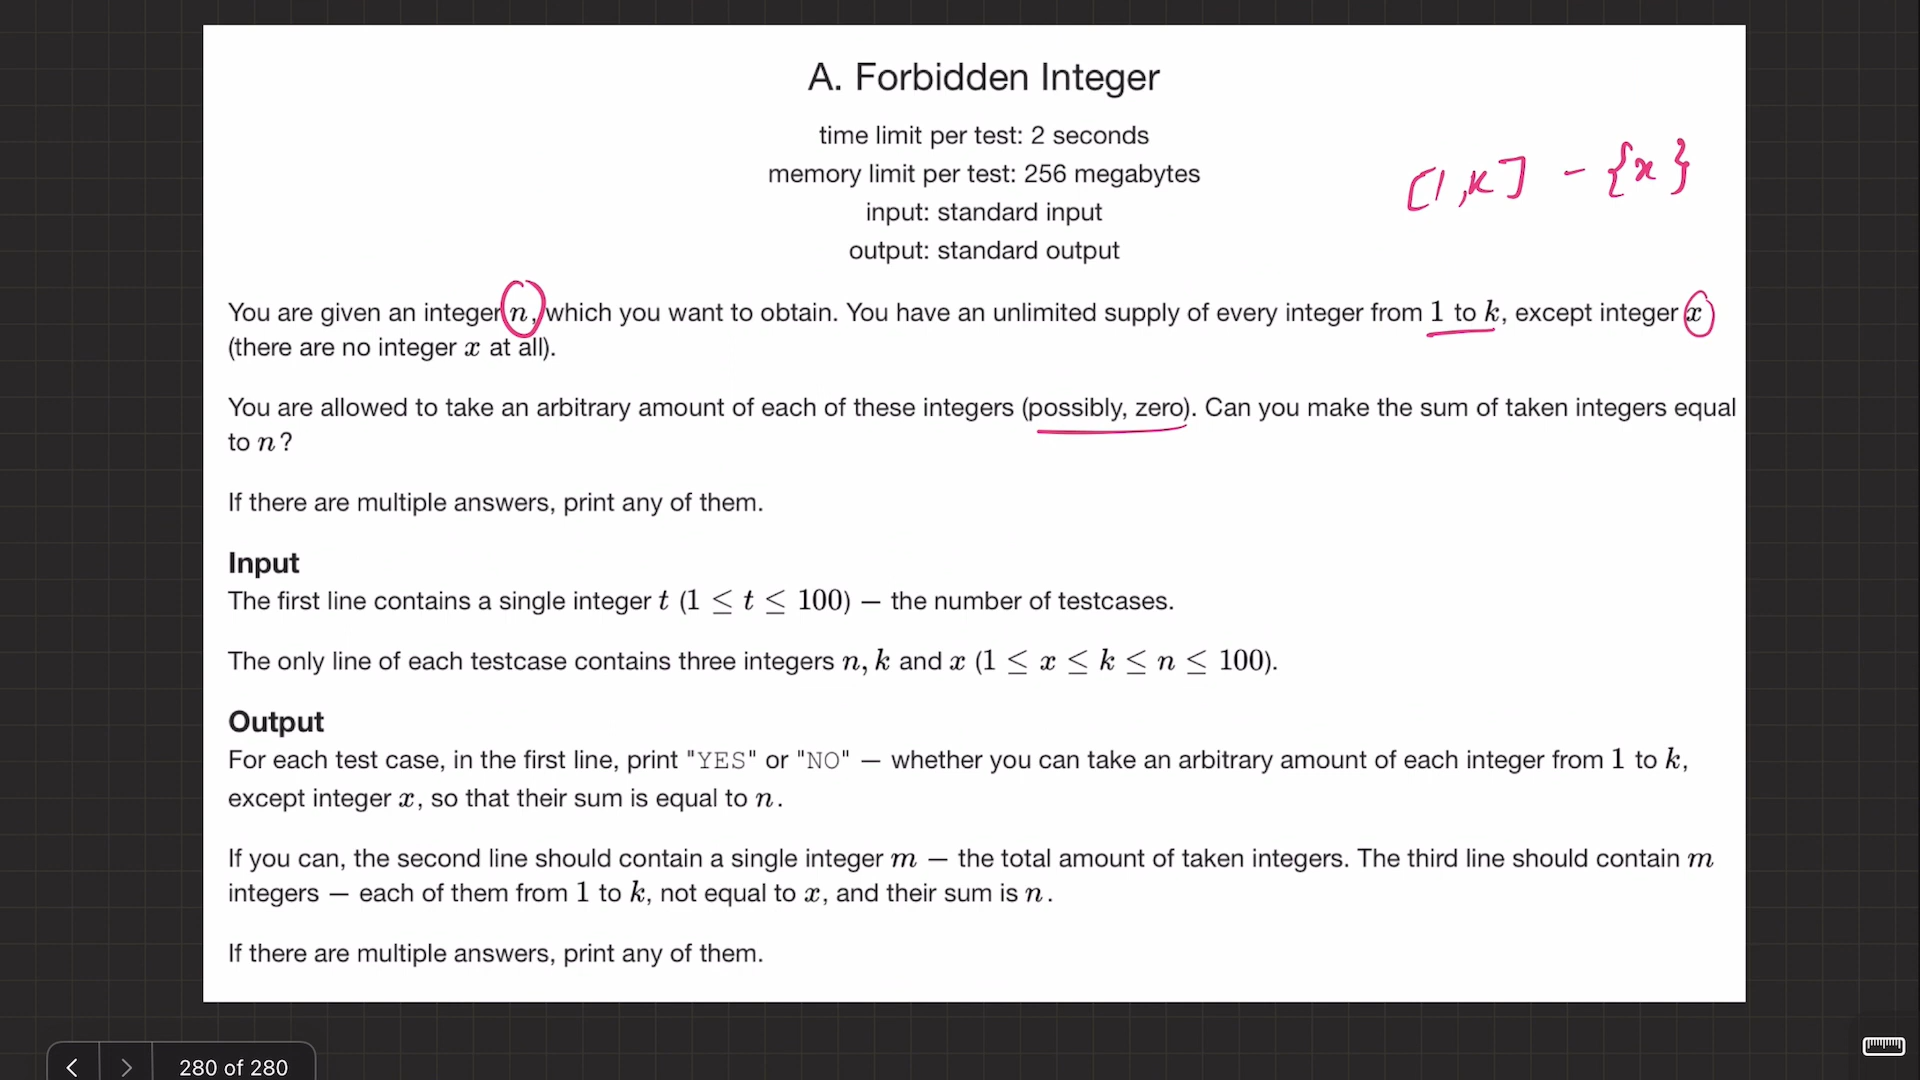 A. Forbidden Integer
time limit per test: 2 seconds
memory limit per test: 256 megabytes
input: standard input
output: standard output
[1,k] - {x}
You are given an integer n, which you want to obtain. You have an unlimited supply of every integer from 1 to k, except integer x
(there are no integer x at all).
You are allowed to take an arbitrary amount of each of these integers (possibly, zero). Can you make the sum of taken integers equal
to n?
If there are multiple answers, print any of them.
Input
The first line contains a single integer t (1 ≤ t ≤ 100) — the number of testcases.
The only line of each testcase contains three integers n, k and x (1 ≤ x ≤ k ≤ n ≤ 100).
Output
For each test case, in the first line, print "YES" or "NO" — whether you can take an arbitrary amount of each integer from 1 to k,
except integer x, so that their sum is equal to n.
If you can, the second line should contain a single integer m — the total amount of taken integers. The third line should contain m
integers — each of them from 1 to k, not equal to x, and their sum is n.
If there are multiple answers, print any of them.
280 of 280